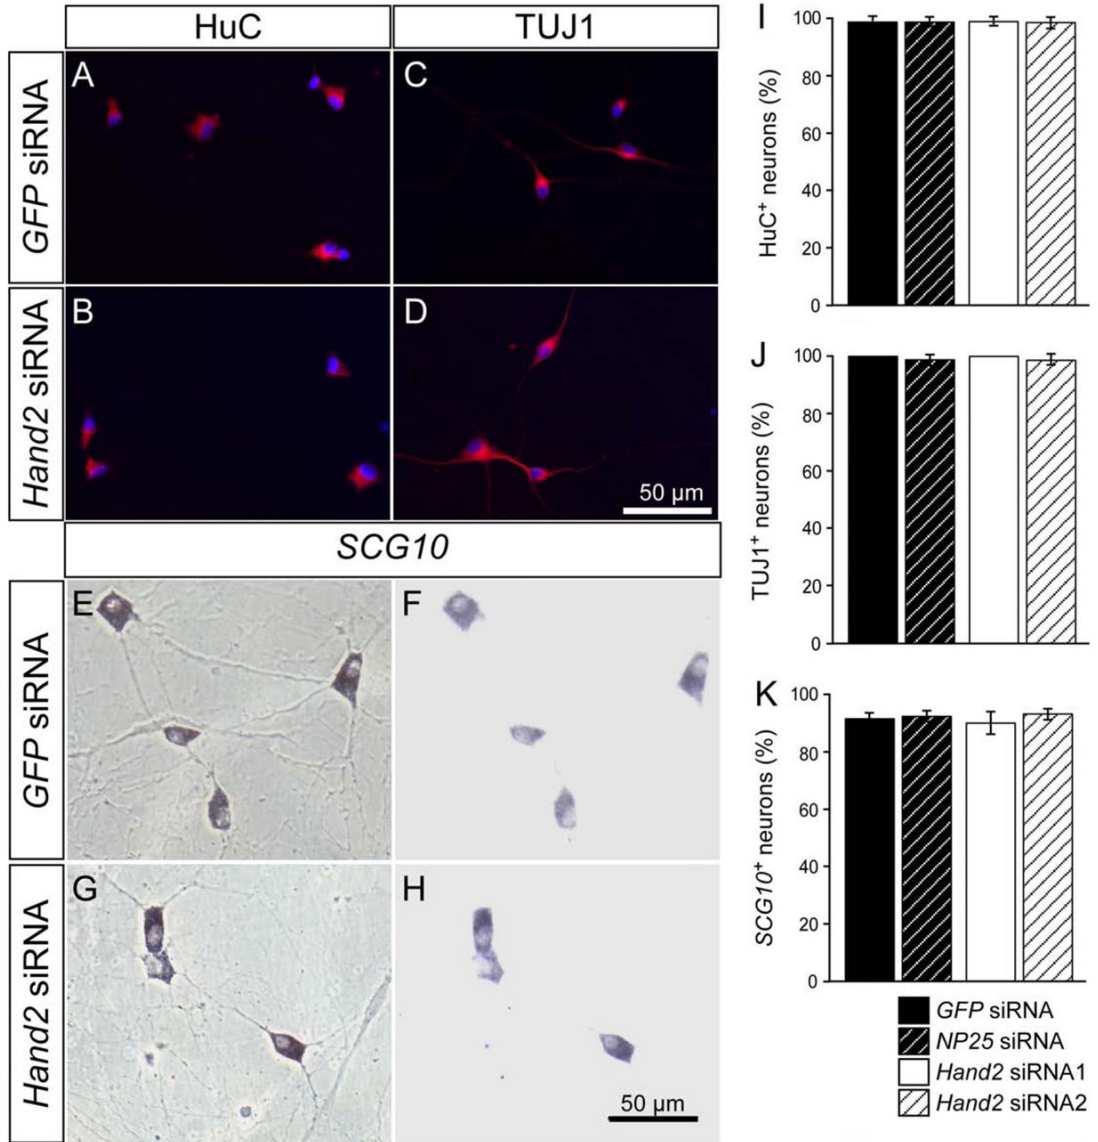 HuC
TUJ1
GFP siRNA
A
C
Hand2 siRNA
B
D
50 μm
SCG10
GFP siRNA
E
F
Hand2 siRNA
G
H
50 μm
I
HuC+ neurons (%)
100
80
60
40
20
0
J
TUJ1+ neurons (%)
100
80
60
40
20
0
K
SCG10+ neurons (%)
100
80
60
40
20
0
GFP siRNA
NP25 siRNA
Hand2 siRNA1
Hand2 siRNA2